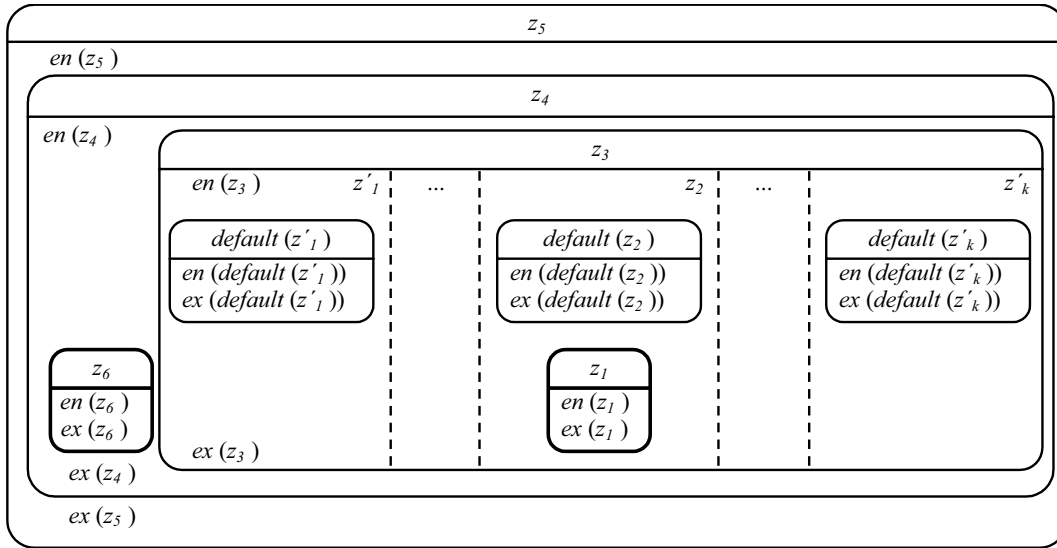 z5
en (z5 )
z4
en (z4 )
z3
en (z3 ) z´1 ... z2 ... z´k
default (z´1 ) default (z2 ) default (z´k )
en (default (z´1 )) en (default (z2 )) en (default (z´k ))
ex (default (z´1 )) ex (default (z2 )) ex (default (z´k ))
z6 z1
en (z6 ) en (z1 )
ex (z6 ) ex (z1 )
ex (z3 )
ex (z4 )
ex (z5 )